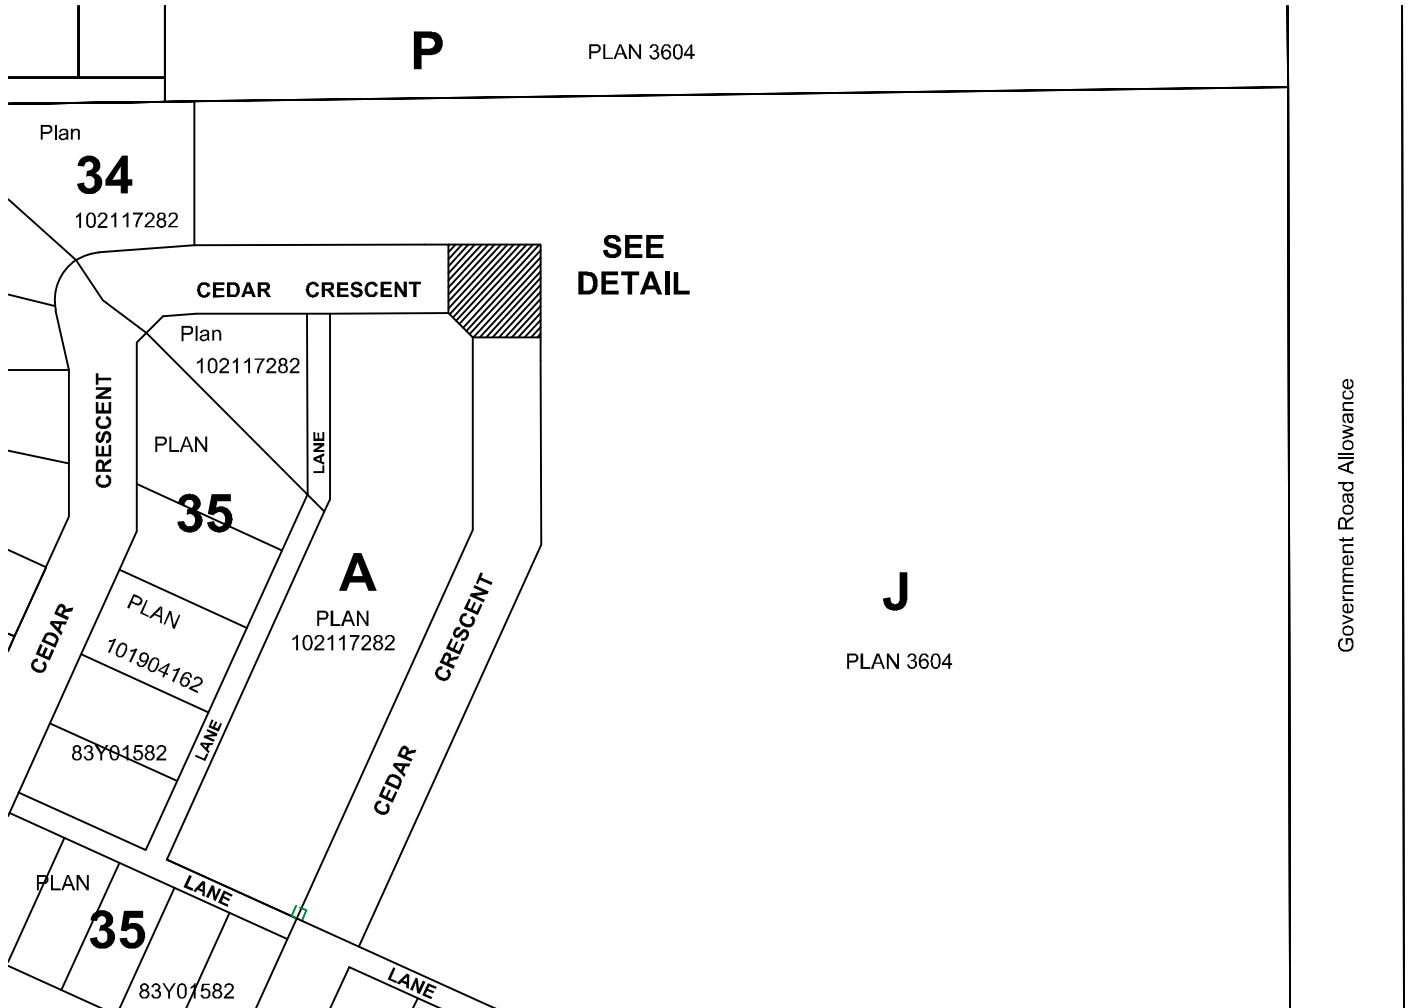 P
PLAN 3604
Plan
34
102117282
SEE
DETAIL
CEDAR CRESCENT
Plan
102117282
CRESCENT
LANE
PLAN
35
A
PLAN
102117282
CRESCENT
J
PLAN 3604
Government Road Allowance
PLAN
101904162
CEDAR
LANE
83Y01582
CEDAR
PLAN
LANE
35
83Y01582
LANE